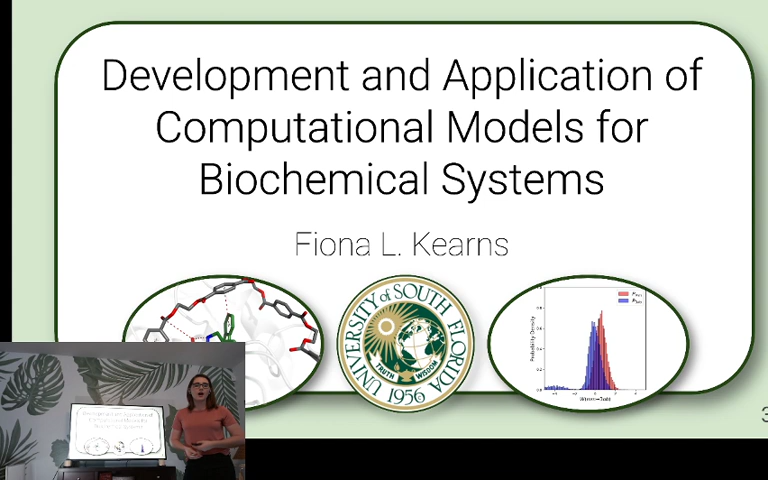 Development and Application of
Computational Models for
Biochemical Systems
Fiona L. Kearns
UNIVERSITY of SOUTH FLORIDA
TRUTH WISDOM
1956
Probability Density
3